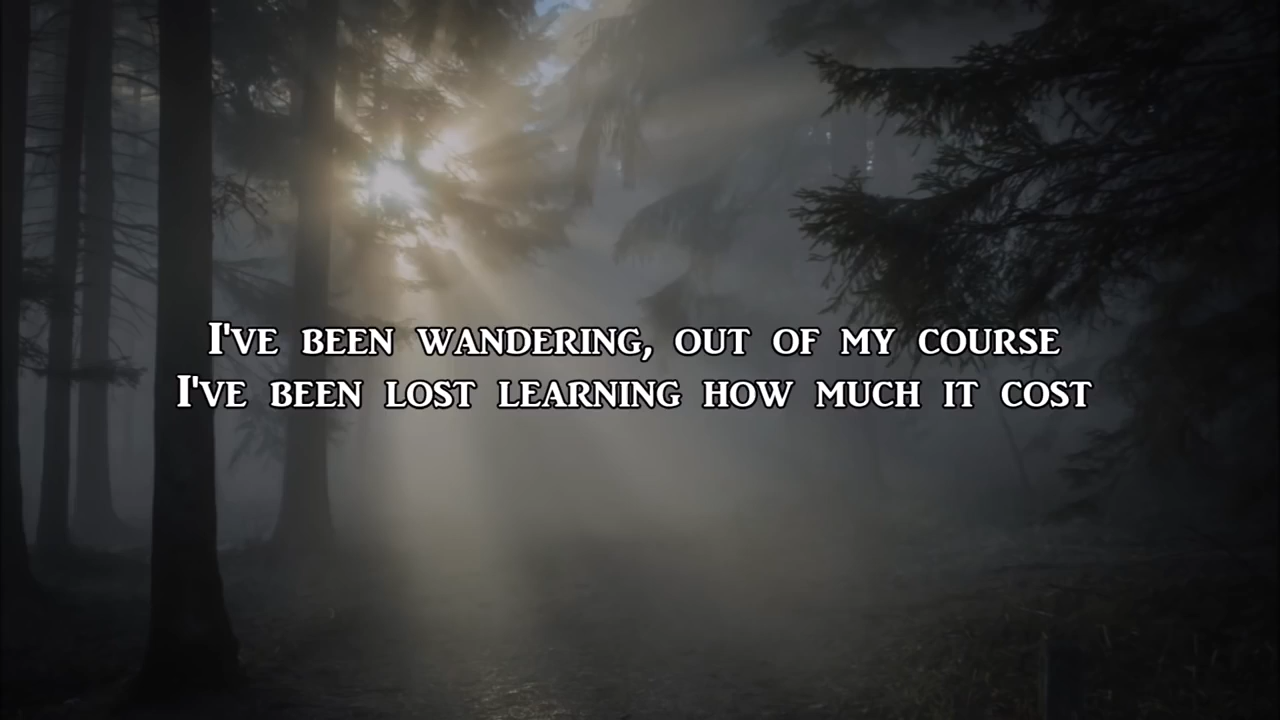 I'VE BEEN WANDERING, OUT OF MY COURSE
I'VE BEEN LOST LEARNING HOW MUCH IT COST